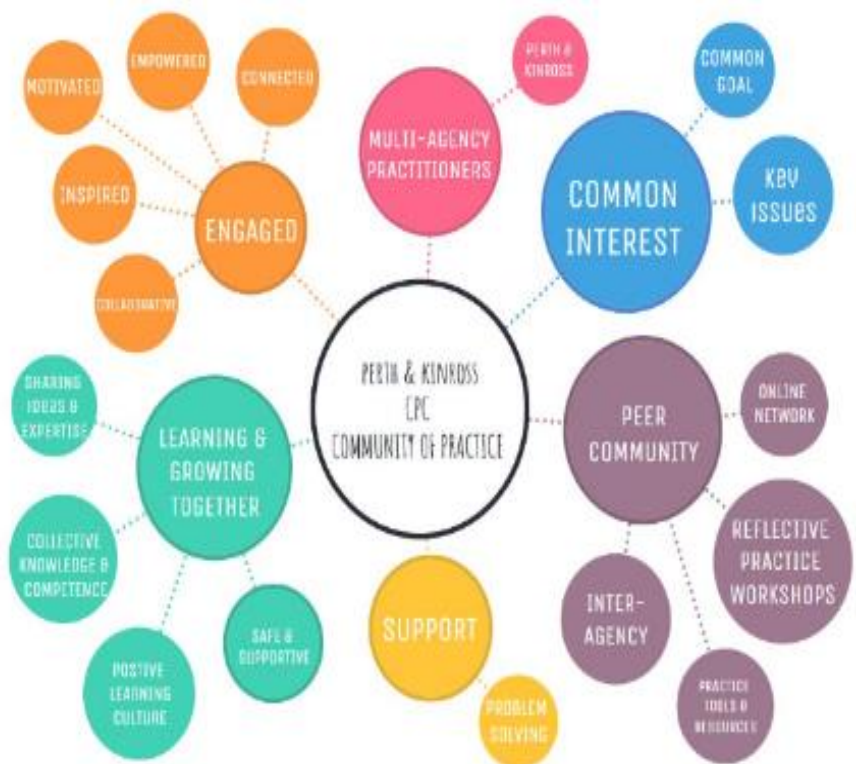 MOTIVATED
EMPOWERED
CONNECTED
INSPIRED
COLLABORATIVE
ENGAGED
MULTI-AGENCY
PRACTITIONERS
PERTH &
KINROSS
COMMON
GOAL
Key
Issues
COMMON
INTEREST
PERTH & KINROSS
CPC
COMMUNITY OF PRACTICE
SHARING
IDEAS &
EXPERTISE
LEARNING &
GROWING
TOGETHER
COLLECTIVE
KNOWLEDGE &
COMPETENCE
POSTIVE
LEARNING
CULTURE
SAFE &
SUPPORTIVE
SUPPORT
PROBLEM
SOLVING
PEER
COMMUNITY
ONLINE
NETWORK
REFLECTIVE
PRACTICE
WORKSHOPS
INTER-
AGENCY
PRACTICE
TOOLS &
RESOURCES